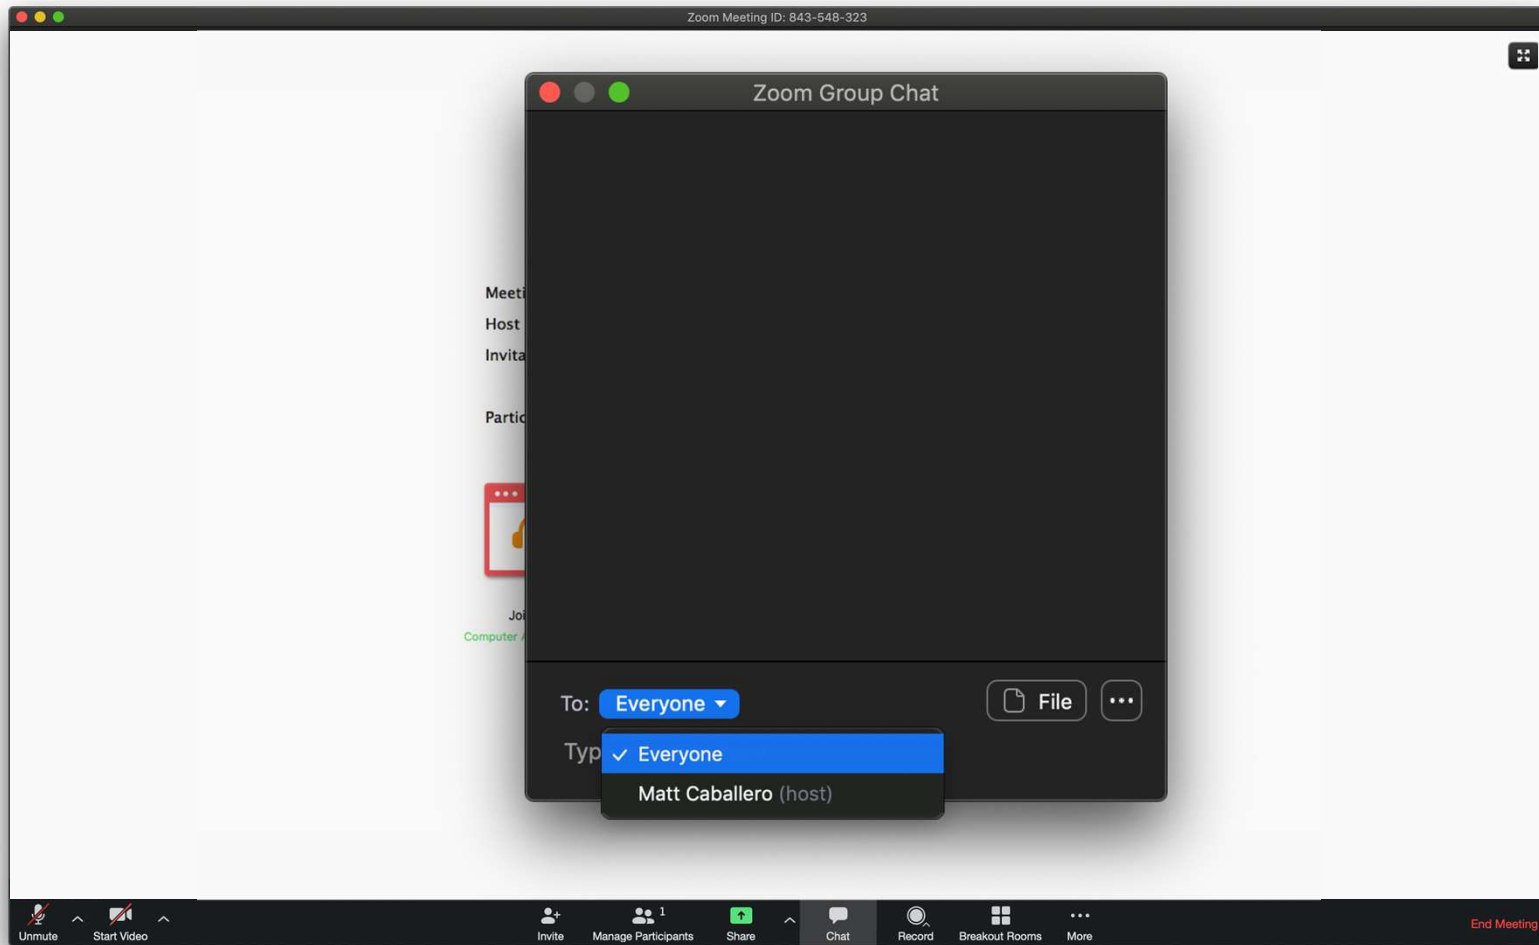 Zoom Meeting ID: 843-548-323
Zoom Group Chat
Meeti
Host
Invita
Partic
Joi
Computer A
To: Everyone
File
Typ
Everyone
Matt Caballero (host)
Unmute
Start Video
Invite
1
Manage Participants
Share
Chat
Record
Breakout Rooms
More
End Meeting